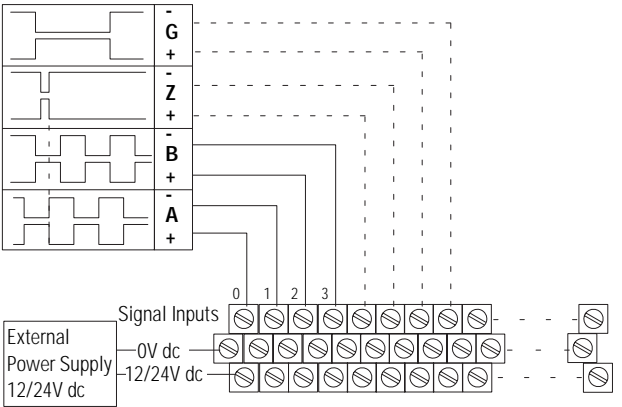 -
G
+
-
Z
+
-
B
+
-
A
+
0 1 2 3
Signal Inputs
External
Power Supply
12/24V dc
0V dc
12/24V dc